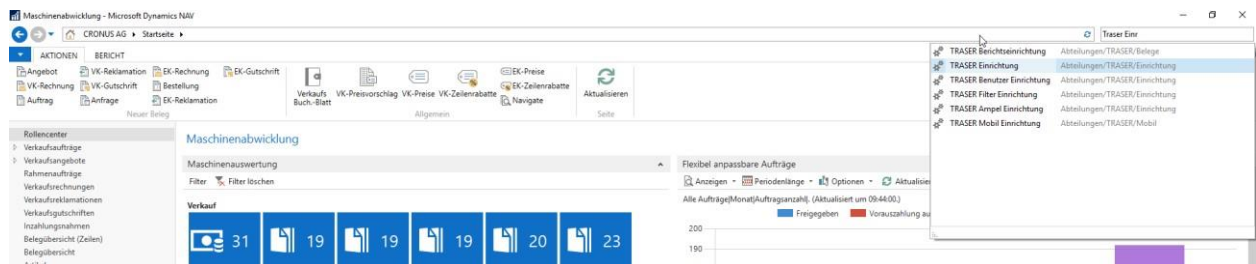 Maschinenabwicklung - Microsoft Dynamics NAV
CRONUS AG Startseite
Traser Einr
AKTIONEN BERICHT
Angebot VK-Reklamation EK-Rechnung EK-Gutschrift
VK-Rechnung VK-Gutschrift Bestellung
Auftrag Anfrage EK-Reklamation
Neuer Beleg
Verkaufs Buch.-Blatt
VK-Preisvorschlag VK-Preise VK-Zeilenrabatte
EK-Preise
EK-Zeilenrabatte
Navigate
Allgemein
Aktualisieren
Seite
TRASER Berichtseinrichtung Abteilungen/TRASER/Belege
TRASER Einrichtung Abteilungen/TRASER/Einrichtung
TRASER Benutzer Einrichtung Abteilungen/TRASER/Einrichtung
TRASER Filter Einrichtung Abteilungen/TRASER/Einrichtung
TRASER Ampel Einrichtung Abteilungen/TRASER/Einrichtung
TRASER Mobil Einrichtung Abteilungen/TRASER/Mobil
Rollencenter
Verkaufsaufträge
Verkaufsangebote
Rahmenaufträge
Verkaufsrechnungen
Verkaufsreklamationen
Verkaufsgutschriften
Inzahlungsnahmen
Belegübersicht (Zeilen)
Belegübersicht
Maschinenabwicklung
Maschinenauswertung
Filter Filter löschen
Verkauf
31 19 19 19 20 23
Flexibel anpassbare Aufträge
Anzeigen Periodenlänge Optionen Aktualisie
Alle Aufträge|Monat|Auftragsanzahl|. (Aktualisiert um 09:44:00.)
Freigegeben Vorauszahlung au
200
190